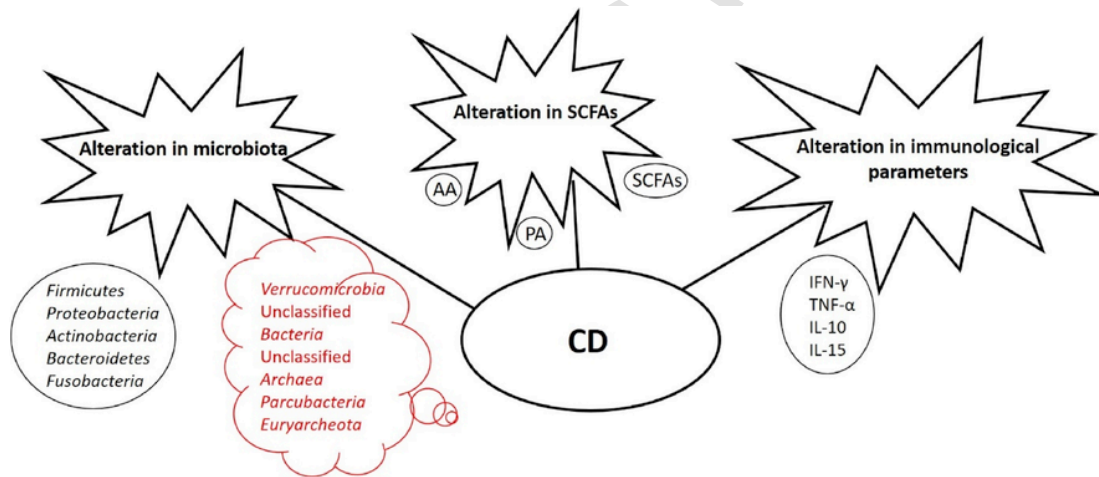 Alteration in microbiota
Firmicutes
Proteobacteria
Actinobacteria
Bacteroidetes
Fusobacteria
Verrucomicrobia
Unclassified
Bacteria
Unclassified
Archaea
Parcubacteria
Euryarcheota
Alteration in SCFAs
AA
PA
SCFAs
CD
Alteration in immunological
parameters
IFN-γ
TNF-α
IL-10
IL-15